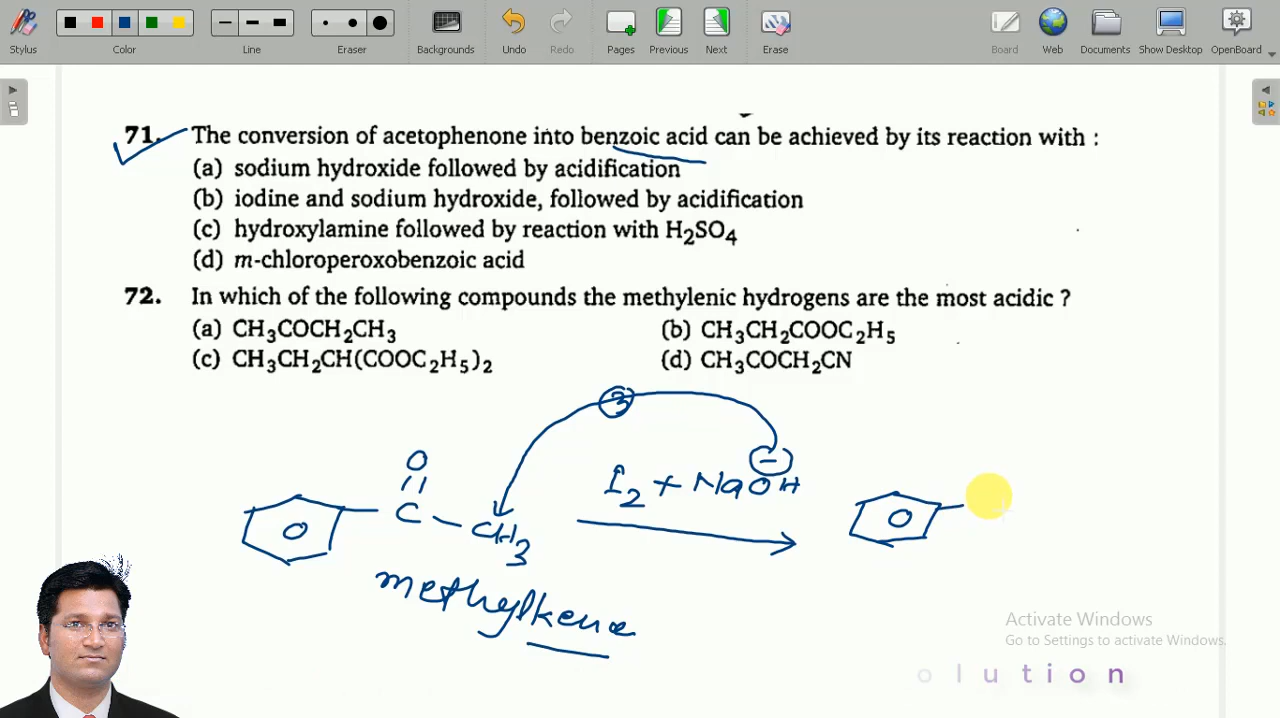 Stylus Color Line Eraser Backgrounds Undo Redo Pages Previous Next Erase Board Web Documents Show Desktop OpenBoard
71. The conversion of acetophenone into benzoic acid can be achieved by its reaction with :
(a) sodium hydroxide followed by acidification
(b) iodine and sodium hydroxide, followed by acidification
(c) hydroxylamine followed by reaction with H₂SO₄
(d) m-chloroperoxobenzoic acid
72. In which of the following compounds the methylenic hydrogens are the most acidic ?
(a) CH₃COCH₂CH₃ (b) CH₃CH₂COOC₂H₅
(c) CH₃CH₂CH(COOC₂H₅)₂ (d) CH₃COCH₂CN
3
O
I₂ + NaOH
C CH₃
methylkene
Activate Windows
Go to Settings to activate Windows.
olution